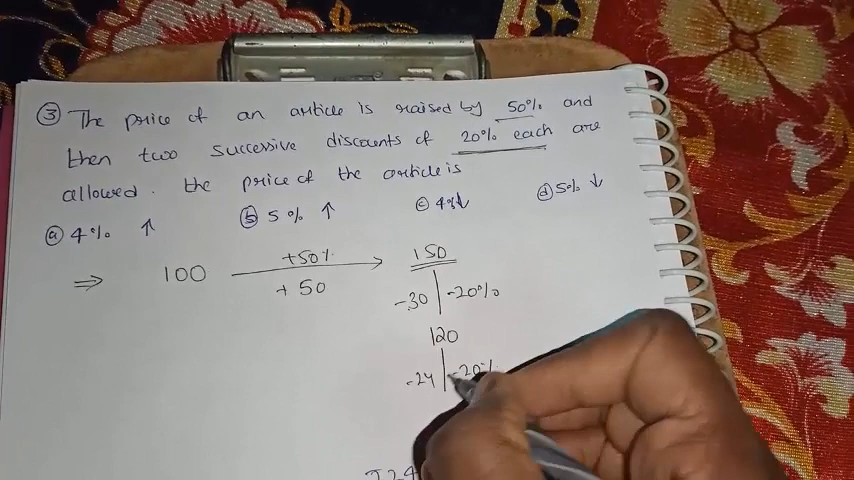 ③ The price of an article is raised by 50% and
then two successive discounts of 20% each are
allowed. the price of the article is
ⓐ 4% ↑ ⓑ 5% ↑ ⓒ 4% ↓ ⓓ 5% ↓
⇒ 100 +50% 150
+ 50
-30 -20%
120
-24 -20%